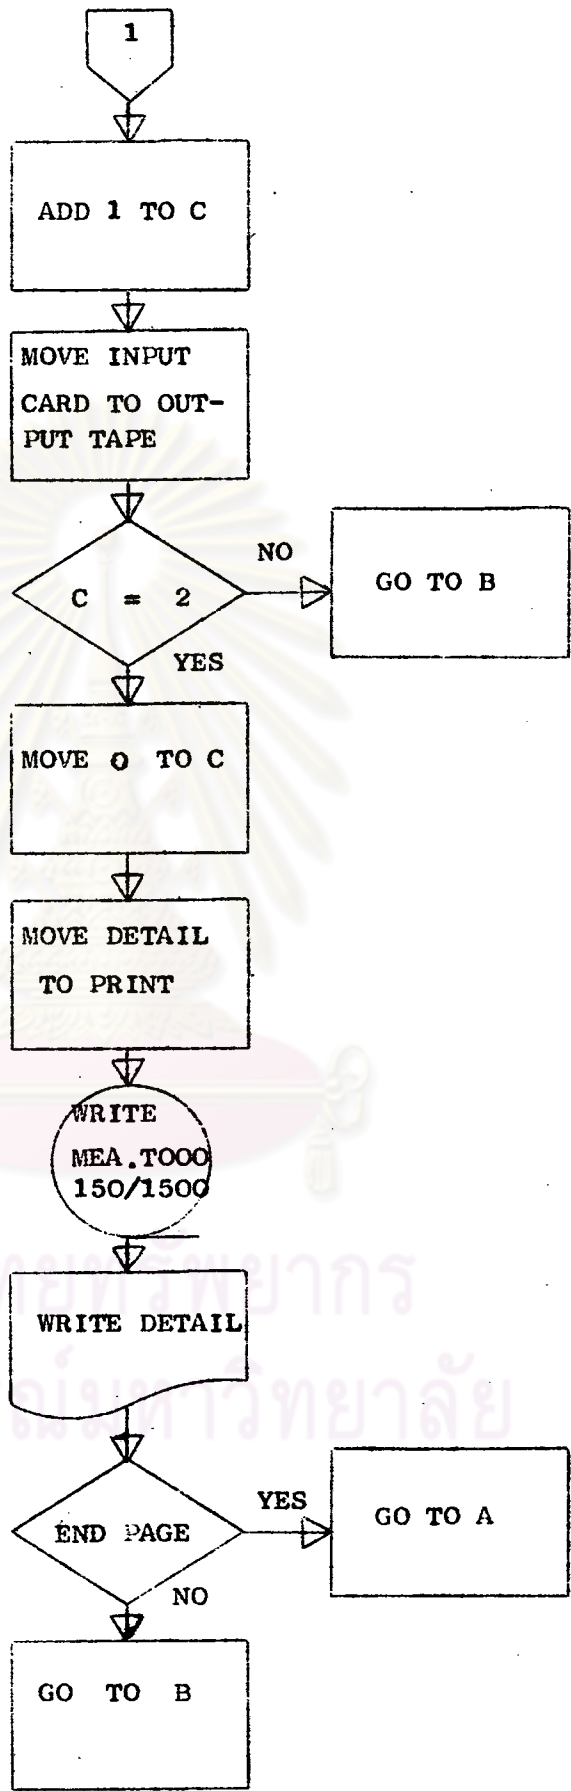 1
ADD 1 TO C
MOVE INPUT
CARD TO OUT-
PUT TAPE
C = 2
NO
GO TO B
YES
MOVE 0 TO C
MOVE DETAIL
TO PRINT
WRITE
MEA.T000
150/1500
WRITE DETAIL
END PAGE
YES
GO TO A
NO
GO TO B